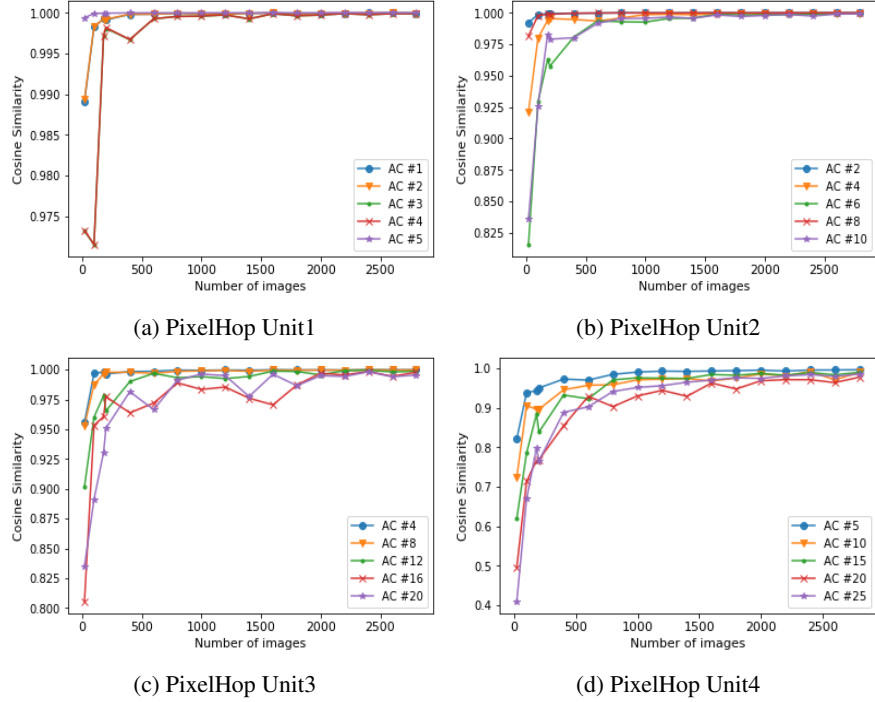 1.000
0.995
0.990
0.985
0.980
0.975
Cosine Similarity
0 500 1000 1500 2000 2500
Number of images
AC #1
AC #2
AC #3
AC #4
AC #5
(a) PixelHop Unit1
1.000
0.975
0.950
0.925
0.900
0.875
0.850
0.825
Cosine Similarity
0 500 1000 1500 2000 2500
Number of images
AC #2
AC #4
AC #6
AC #8
AC #10
(b) PixelHop Unit2
1.000
0.975
0.950
0.925
0.900
0.875
0.850
0.825
0.800
Cosine Similarity
0 500 1000 1500 2000 2500
Number of images
AC #4
AC #8
AC #12
AC #16
AC #20
(c) PixelHop Unit3
1.0
0.9
0.8
0.7
0.6
0.5
0.4
Cosine Similarity
0 500 1000 1500 2000 2500
Number of images
AC #5
AC #10
AC #15
AC #20
AC #25
(d) PixelHop Unit4